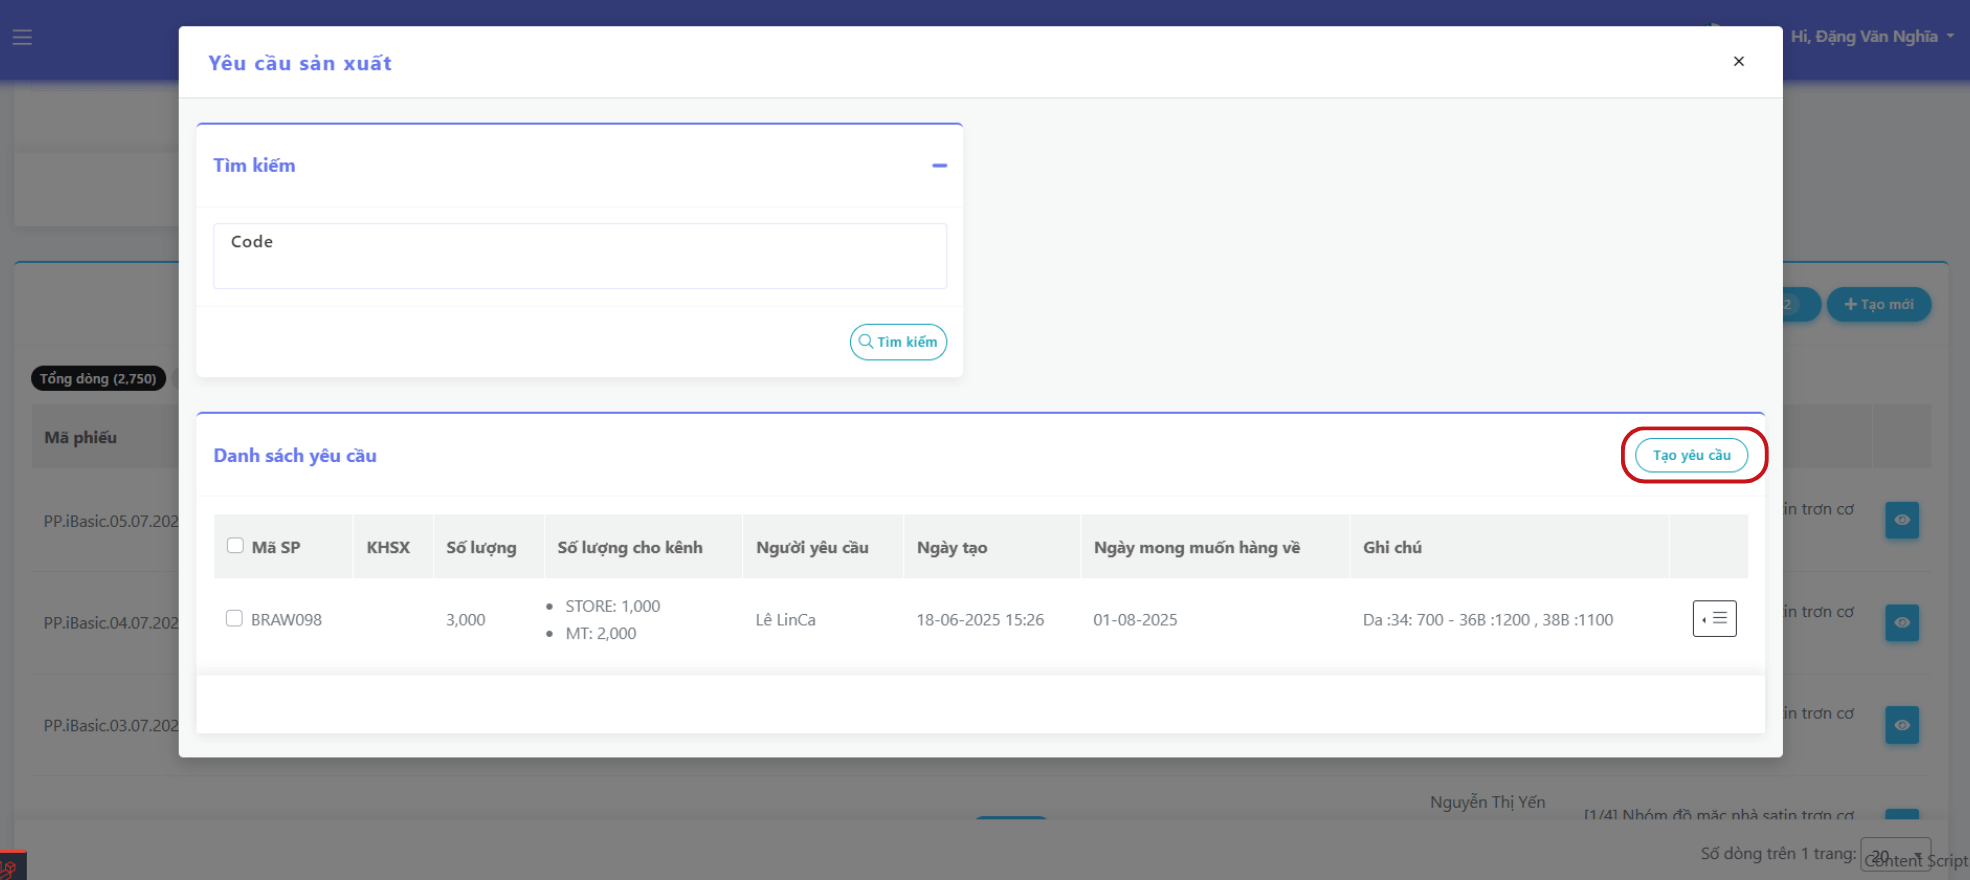 Hi, Đặng Văn Nghĩa
Yêu cầu sản xuất
×
Tìm kiếm
Code
Tìm kiếm
2
Tạo mới
Tổng dòng (2,750)
Mã phiếu
Danh sách yêu cầu
Tạo yêu cầu
Mã SP KHSX Số lượng Số lượng cho kênh Người yêu cầu Ngày tạo Ngày mong muốn hàng về Ghi chú
BRAW098 3,000 Lê LinCa 18-06-2025 15:26 01-08-2025 Da :34: 700 - 36B :1200 , 38B :1100
• STORE: 1,000
• MT: 2,000
PP.iBasic.05.07.202
in trơn cơ
PP.iBasic.04.07.202
in trơn cơ
PP.iBasic.03.07.202
in trơn cơ
Nguyễn Thị Yến
[1/4] Nhóm đồ mặc nhà satin trơn cơ
Số dòng trên 1 trang: 20
Content Script